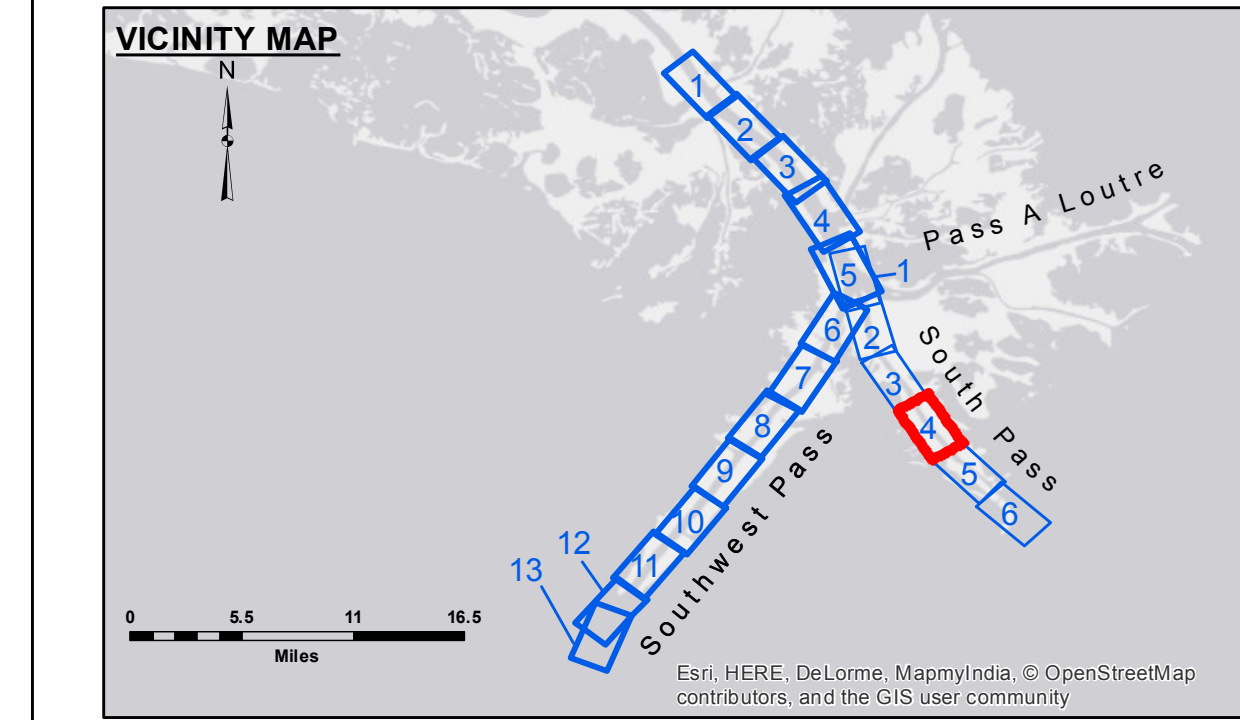 VICINITY MAP
N
1
2
3
4
5
1
Pass A Loutre
6
2
7
3
South Pass
8
4
9
5
10
6
11
12
13
Southwest Pass
0 5.5 11 16.5
Miles
Esri, HERE, DeLorme, MapmyIndia, © OpenStreetMap
contributors, and the GIS user community